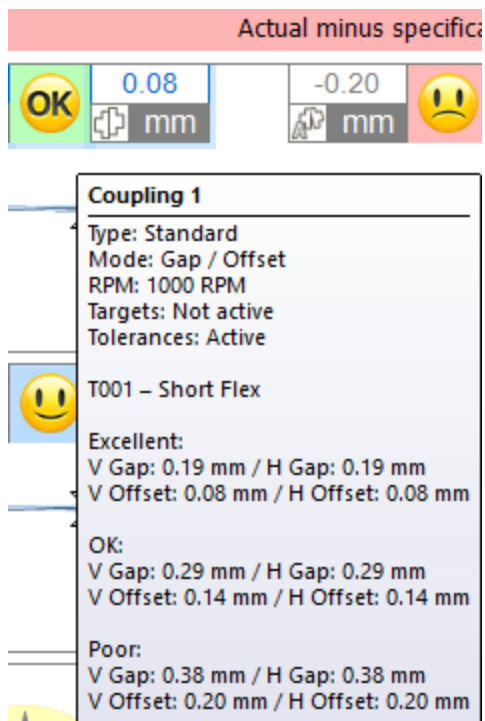 Actual minus specifica
OK
0.08
mm
-0.20
mm
Coupling 1
Type: Standard
Mode: Gap / Offset
RPM: 1000 RPM
Targets: Not active
Tolerances: Active
T001 – Short Flex
Excellent:
V Gap: 0.19 mm / H Gap: 0.19 mm
V Offset: 0.08 mm / H Offset: 0.08 mm
OK:
V Gap: 0.29 mm / H Gap: 0.29 mm
V Offset: 0.14 mm / H Offset: 0.14 mm
Poor:
V Gap: 0.38 mm / H Gap: 0.38 mm
V Offset: 0.20 mm / H Offset: 0.20 mm